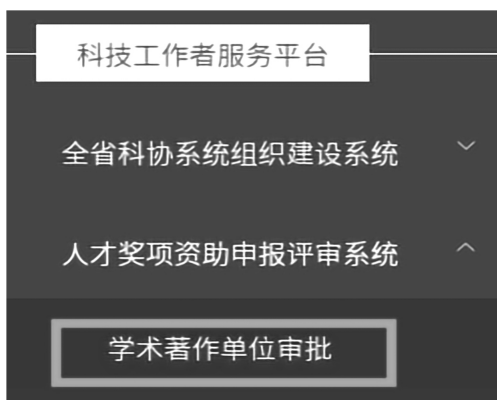 科技工作者服务平台
全省科协系统组织建设系统
人才奖项资助申报评审系统
学术著作单位审批